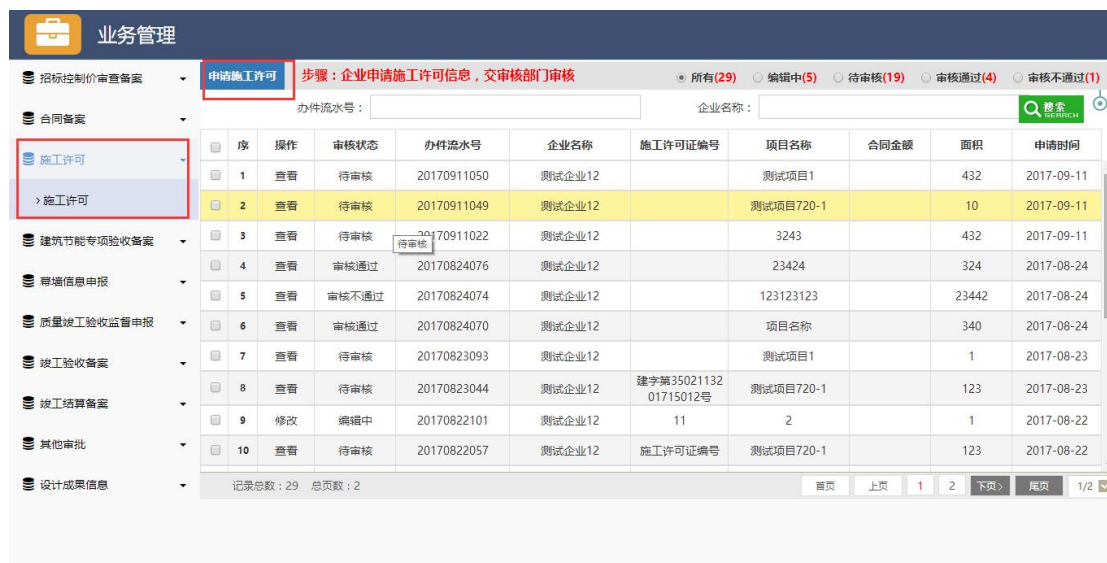 业务管理
招标控制价审查备案
合同备案
施工许可
>施工许可
建筑节能专项验收备案
幕墙信息申报
质量竣工验收监督申报
竣工验收备案
竣工结算备案
其他审批
设计成果信息
申请施工许可 步骤：企业申请施工许可信息，交审核部门审核 所有(29) 编辑中(5) 待审核(19) 审核通过(4) 审核不通过(1)
办件流水号： 企业名称： 搜索 SEARCH
序 操作 审核状态 办件流水号 企业名称 施工许可证编号 项目名称 合同金额 面积 申请时间
1 查看 待审核 20170911050 测试企业12 测试项目1 432 2017-09-11
2 查看 待审核 20170911049 测试企业12 测试项目720-1 10 2017-09-11
3 查看 待审核 20170911022 测试企业12 3243 432 2017-09-11
待审核
4 查看 审核通过 20170824076 测试企业12 23424 324 2017-08-24
5 查看 审核不通过 20170824074 测试企业12 123123123 23442 2017-08-24
6 查看 审核通过 20170824070 测试企业12 项目名称 340 2017-08-24
7 查看 待审核 20170823093 测试企业12 测试项目1 1 2017-08-23
8 查看 待审核 20170823044 测试企业12 建字第35021132 测试项目720-1 123 2017-08-23
01715012号
9 修改 编辑中 20170822101 测试企业12 11 2 1 2017-08-22
10 查看 待审核 20170822057 测试企业12 施工许可证编号 测试项目720-1 123 2017-08-22
记录总数：29 总页数：2 首页 上页 1 2 下页> 尾页 1/2